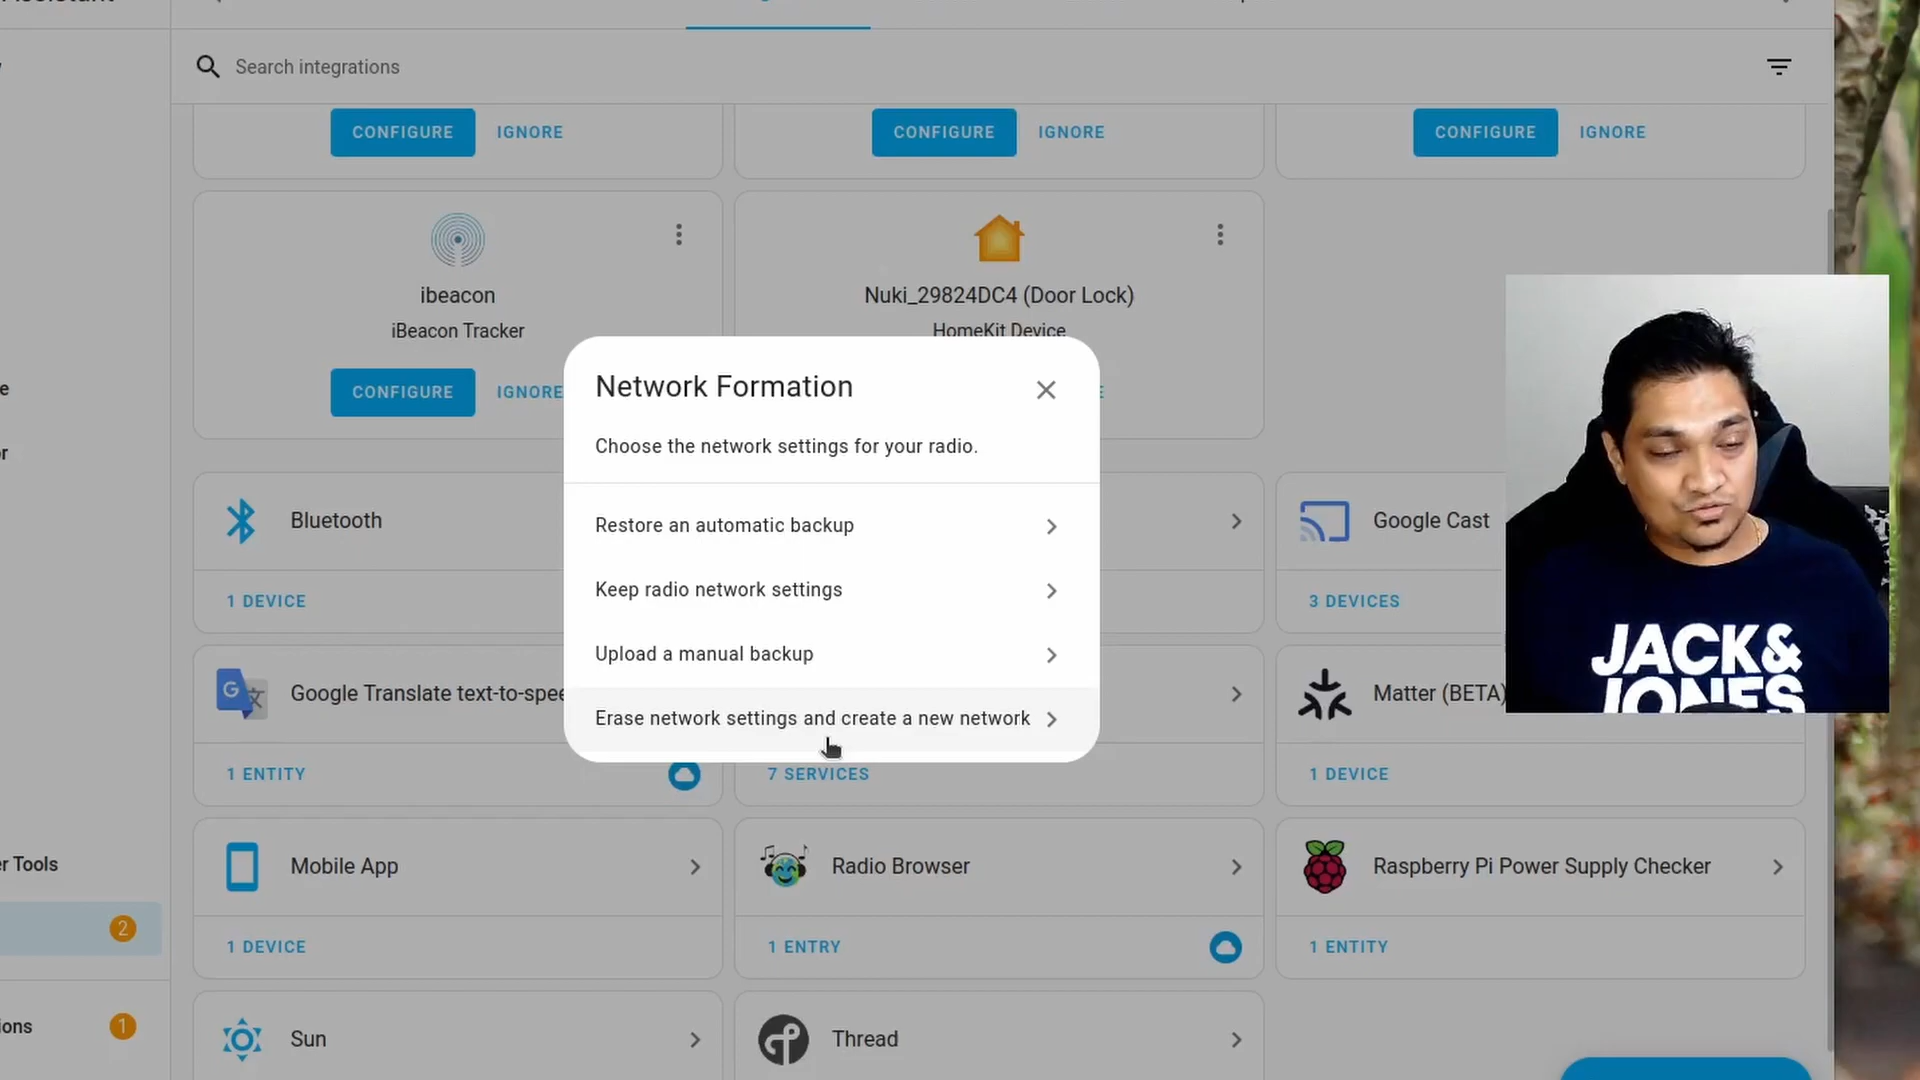 Search integrations
CONFIGURE IGNORE
CONFIGURE IGNORE
CONFIGURE IGNORE
ibeacon
iBeacon Tracker
CONFIGURE IGNORE
Nuki_29824DC4 (Door Lock)
HomeKit Device
Network Formation
Choose the network settings for your radio.
Restore an automatic backup
Keep radio network settings
Upload a manual backup
Erase network settings and create a new network
Bluetooth
1 DEVICE
Google Cast
3 DEVICES
Google Translate text-to-spee
1 ENTITY
7 SERVICES
Matter (BETA)
1 DEVICE
Mobile App
1 DEVICE
Radio Browser
1 ENTRY
Raspberry Pi Power Supply Checker
1 ENTITY
Sun
Thread
er Tools
2
ions
1
JACK&
JONES